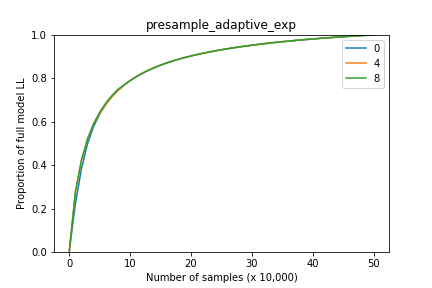 presample_adaptive_exp
1.0
0.8
0.6
0.4
0.2
0.0
Proportion of full model LL
0
4
8
0 10 20 30 40 50
Number of samples (x 10,000)